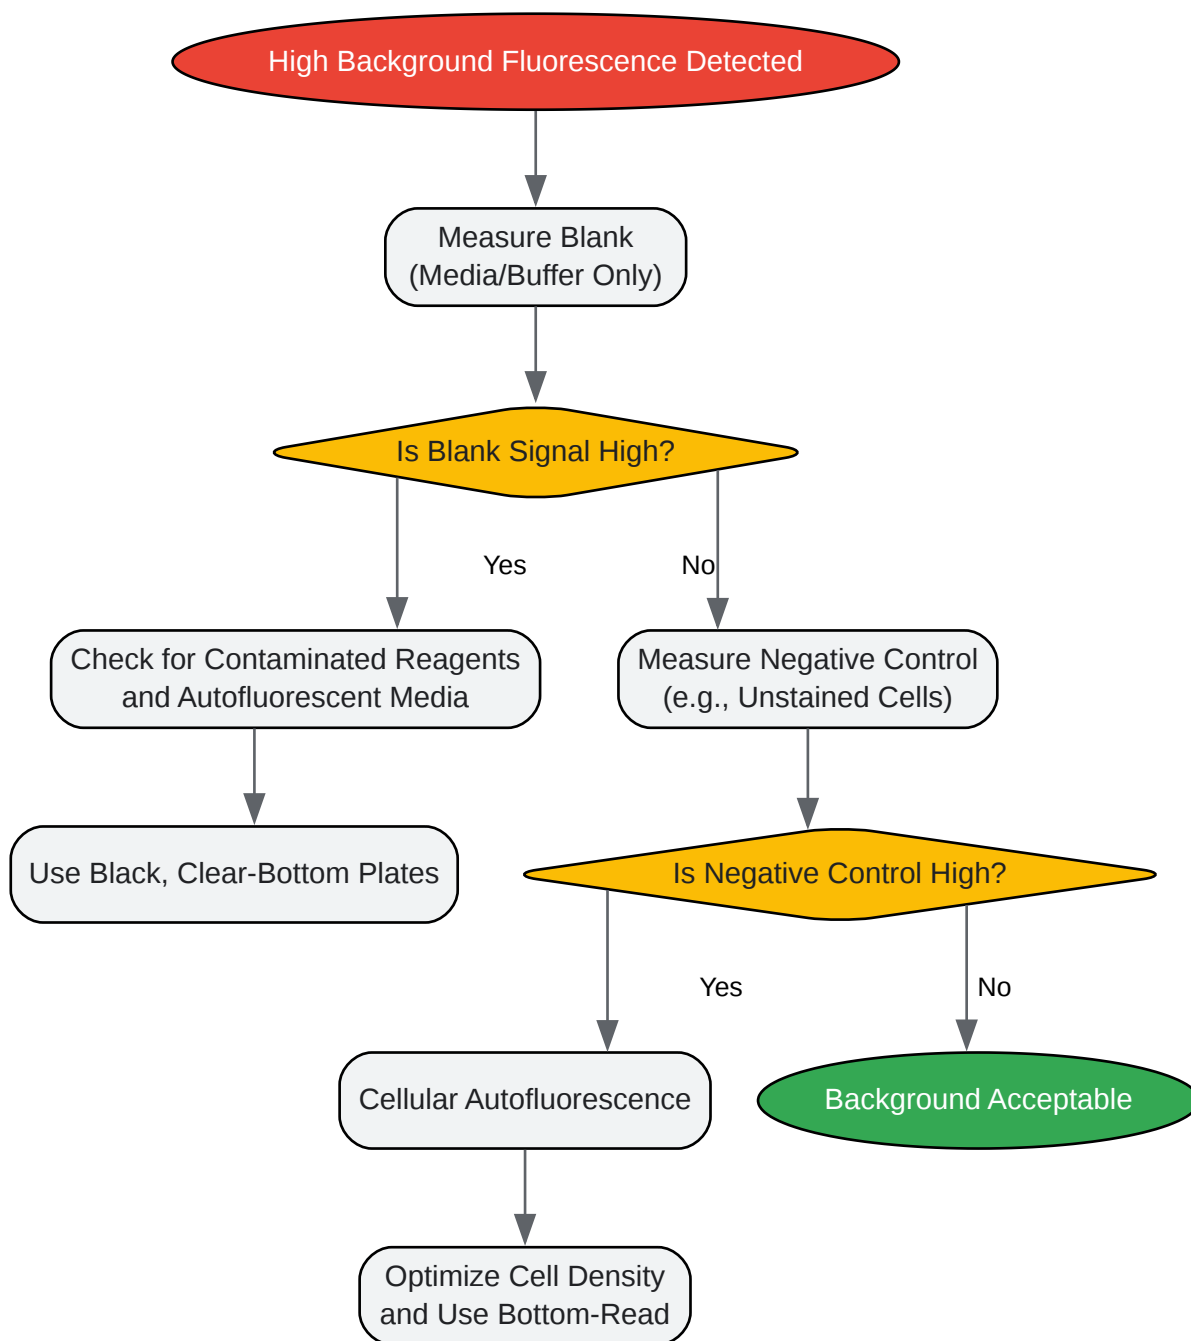 High Background Fluorescence Detected
Measure Blank
(Media/Buffer Only)
Is Blank Signal High?
Yes
No
Check for Contaminated Reagents
and Autofluorescent Media
Measure Negative Control
(e.g., Unstained Cells)
Use Black, Clear-Bottom Plates
Is Negative Control High?
Yes
No
Cellular Autofluorescence
Background Acceptable
Optimize Cell Density
and Use Bottom-Read